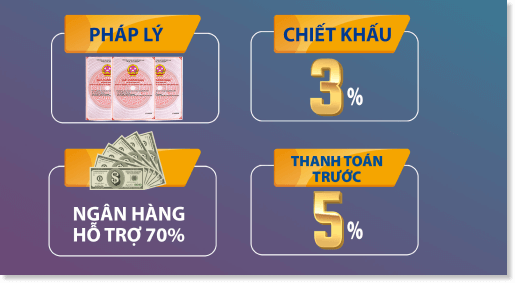 PHÁP LÝ
CHIẾT KHẤU
3%
NGÂN HÀNG
HỖ TRỢ 70%
THANH TOÁN
TRƯỚC
5%